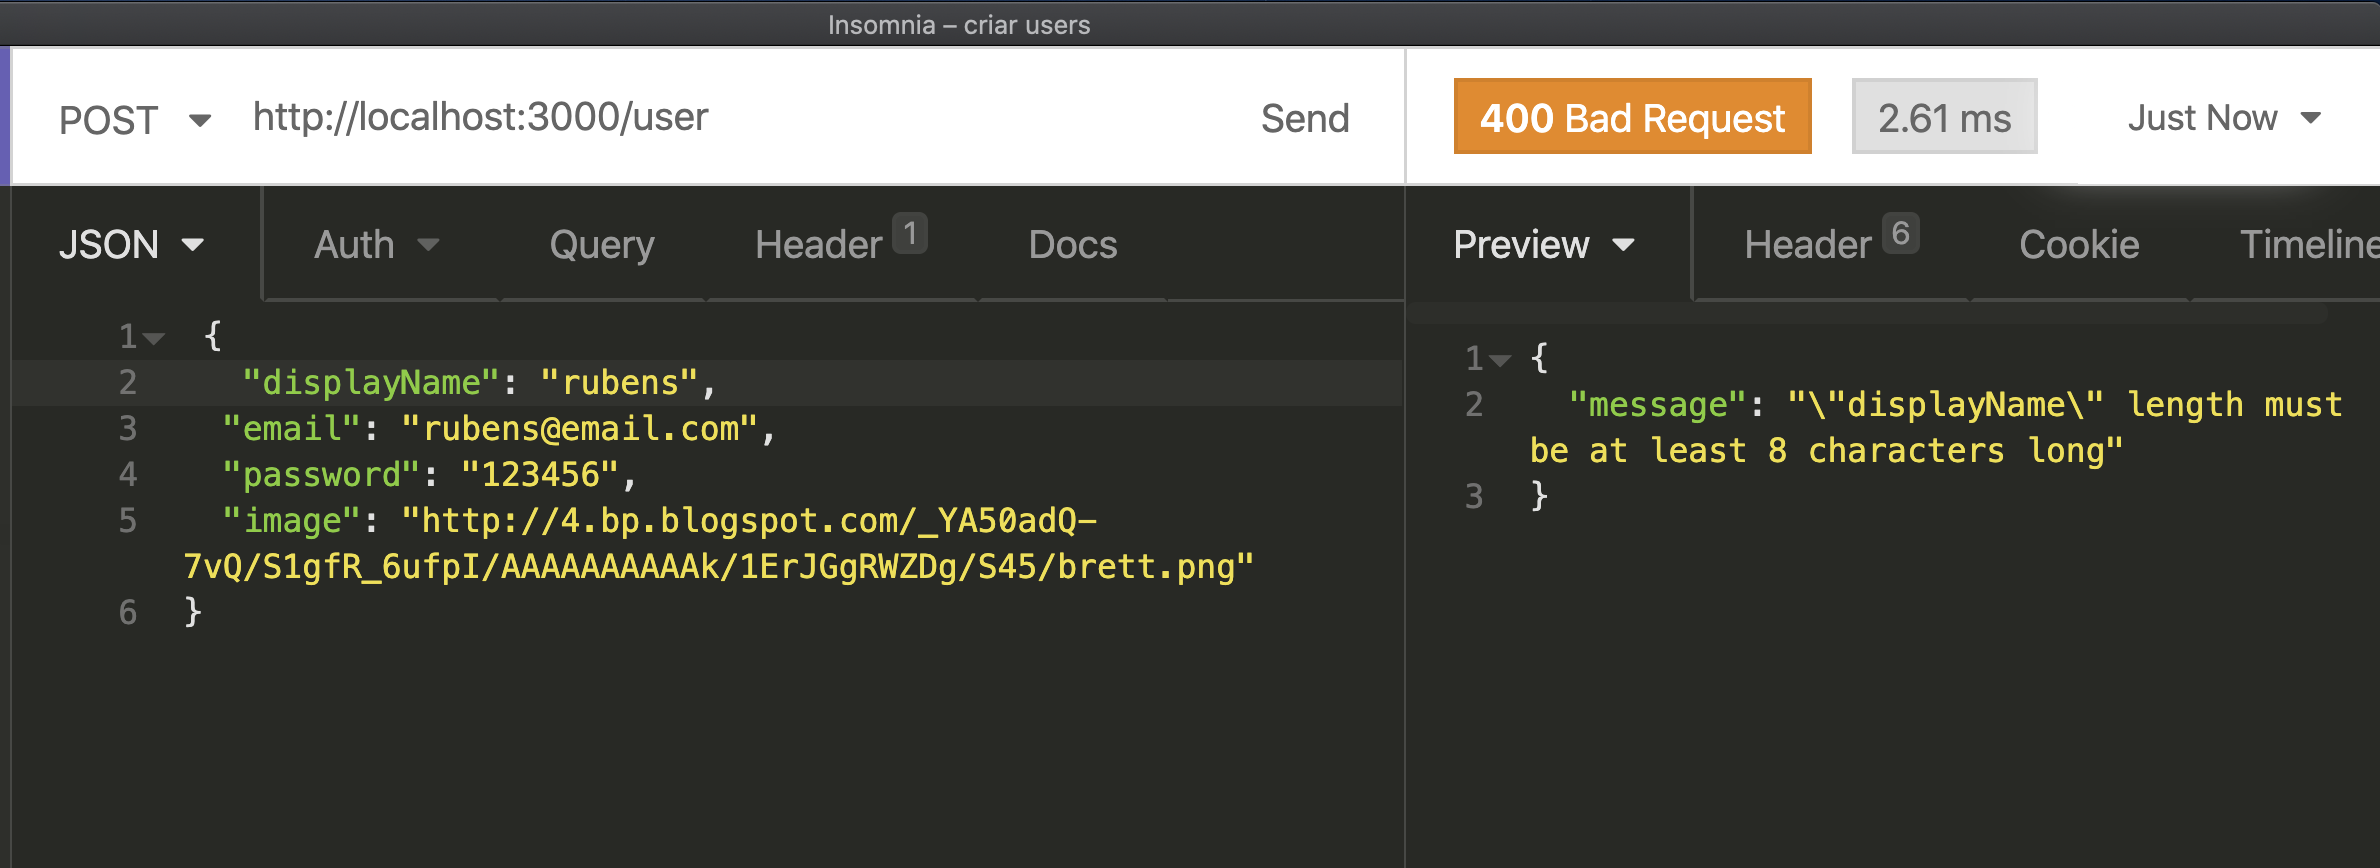 Insomnia – criar users
POST http://localhost:3000/user Send
400 Bad Request 2.61 ms Just Now
JSON Auth Query Header 1 Docs
Preview Header 6 Cookie Timeline
1 {
2 "displayName": "rubens",
3 "email": "rubens@email.com",
4 "password": "123456",
5 "image": "http://4.bp.blogspot.com/_YA50adQ-
7vQ/S1gfR_6ufpI/AAAAAAAAAAk/1ErJGgRWZDg/S45/brett.png"
6 }
1 {
2 "message": "\"displayName\" length must
be at least 8 characters long"
3 }